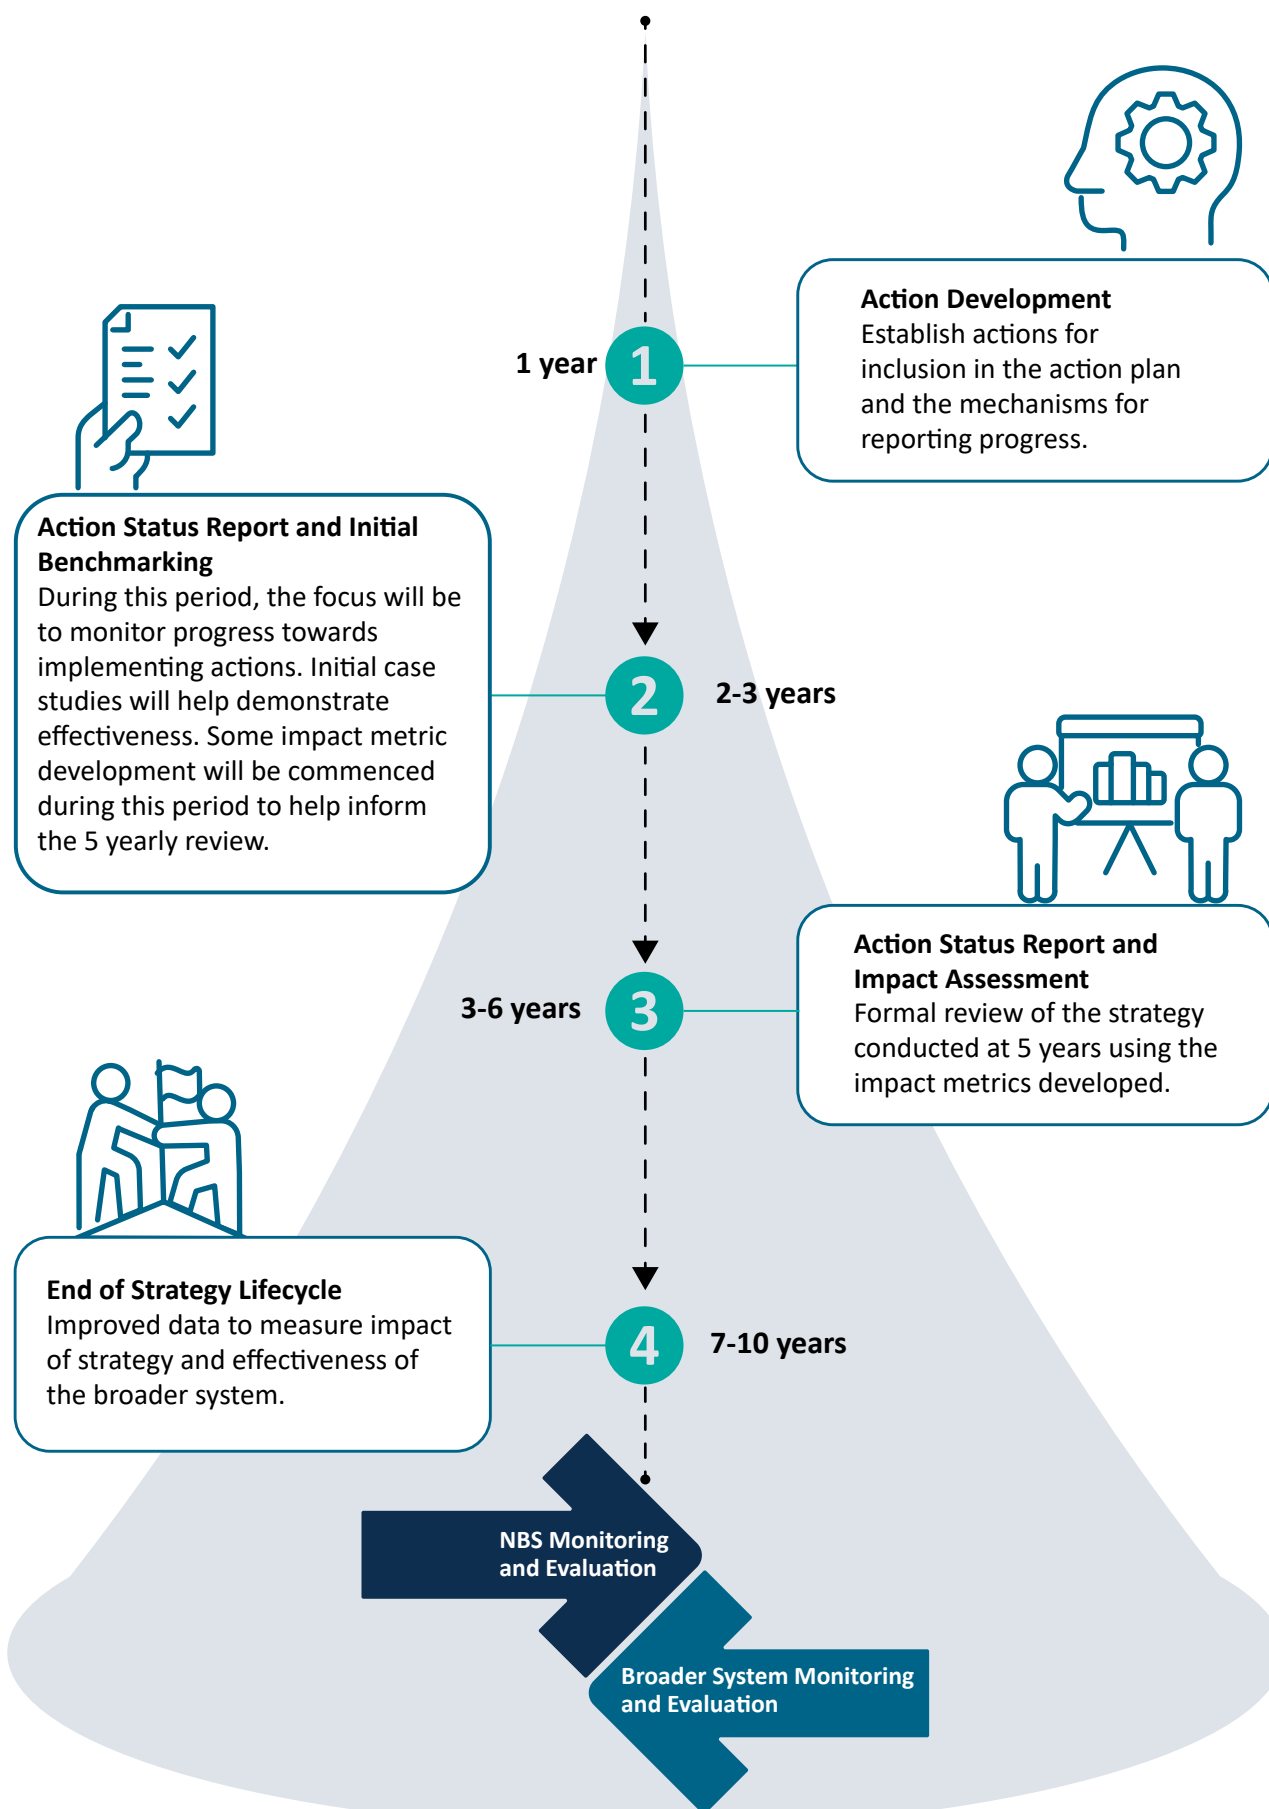 1 year
1
Action Development
Establish actions for
inclusion in the action plan
and the mechanisms for
reporting progress.
Action Status Report and Initial
Benchmarking
During this period, the focus will be
to monitor progress towards
implementing actions. Initial case
studies will help demonstrate
effectiveness. Some impact metric
development will be commenced
during this period to help inform
the 5 yearly review.
2
2-3 years
3-6 years
3
Action Status Report and
Impact Assessment
Formal review of the strategy
conducted at 5 years using the
impact metrics developed.
End of Strategy Lifecycle
Improved data to measure impact
of strategy and effectiveness of
the broader system.
4
7-10 years
NBS Monitoring
and Evaluation
Broader System Monitoring
and Evaluation